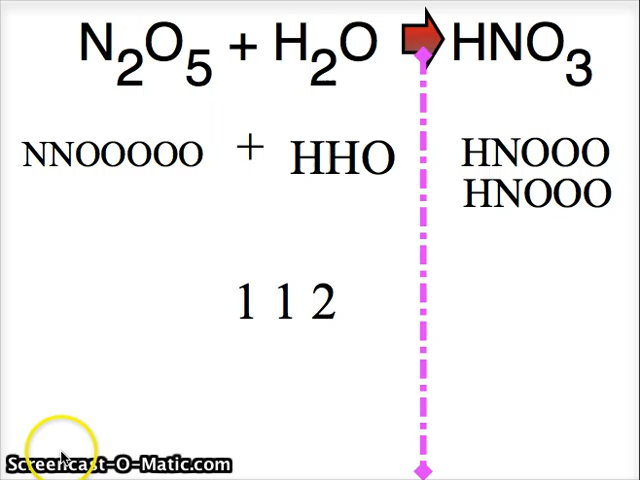 N2O5 + H2O HNO3
NNOOOOO + HHO HNOOO
HNOOO
1 1 2
Screencast-O-Matic.com